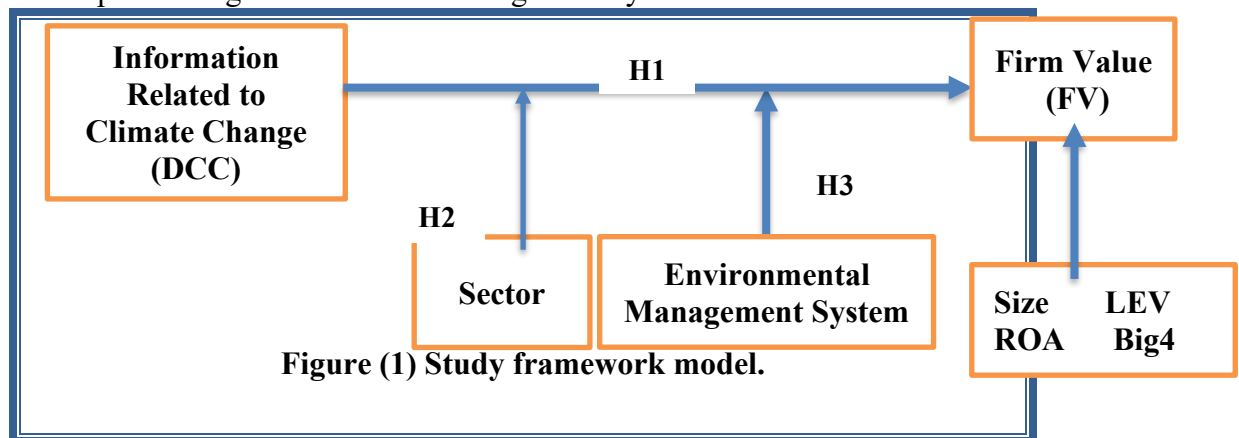 Information
Related to
Climate Change
(DCC)
H1
Firm Value
(FV)
H2
H3
Sector
Environmental
Management System
Size LEV
ROA Big4
Figure (1) Study framework model.